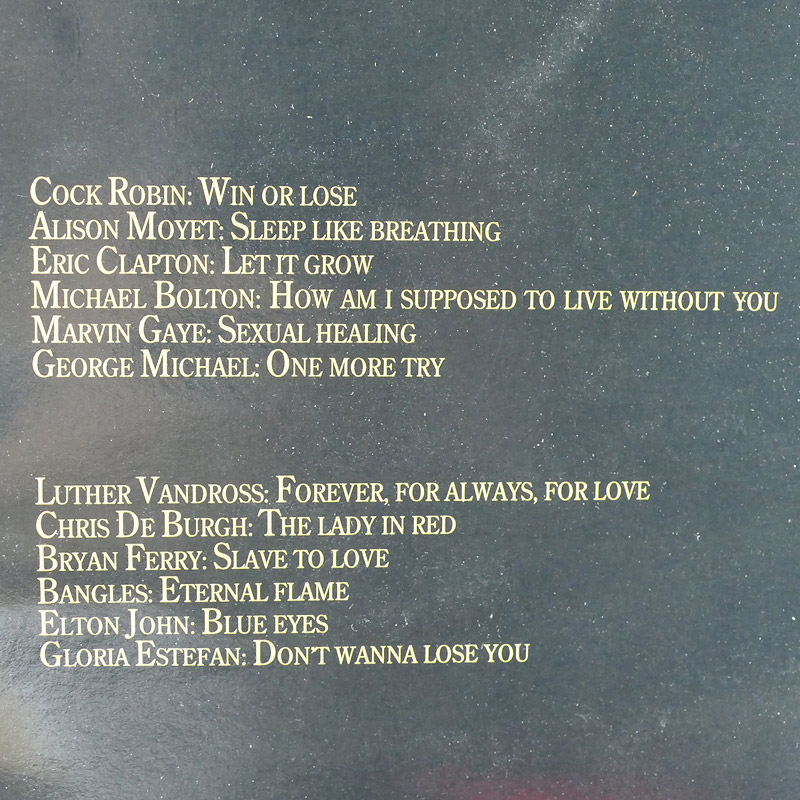 Cock Robin: Win or lose
Alison Moyet: Sleep like breathing
Eric Clapton: Let it grow
Michael Bolton: How am I supposed to live without you
Marvin Gaye: Sexual healing
George Michael: One more try
Luther Vandross: Forever, for always, for love
Chris De Burgh: The lady in red
Bryan Ferry: Slave to love
Bangles: Eternal flame
Elton John: Blue eyes
Gloria Estefan: Don't wanna lose you